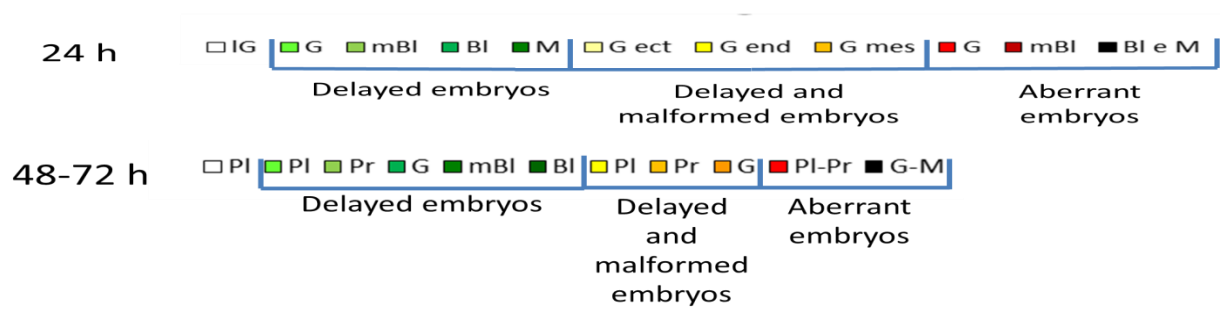 24 h IG G mBl Bl M G ect G end G mes G mBl Bl e M
Delayed embryos Delayed and malformed embryos Aberrant embryos
48-72 h Pl Pl Pr G mBl Bl Pl Pr G Pl-Pr G-M
Delayed embryos Delayed and malformed embryos Aberrant embryos